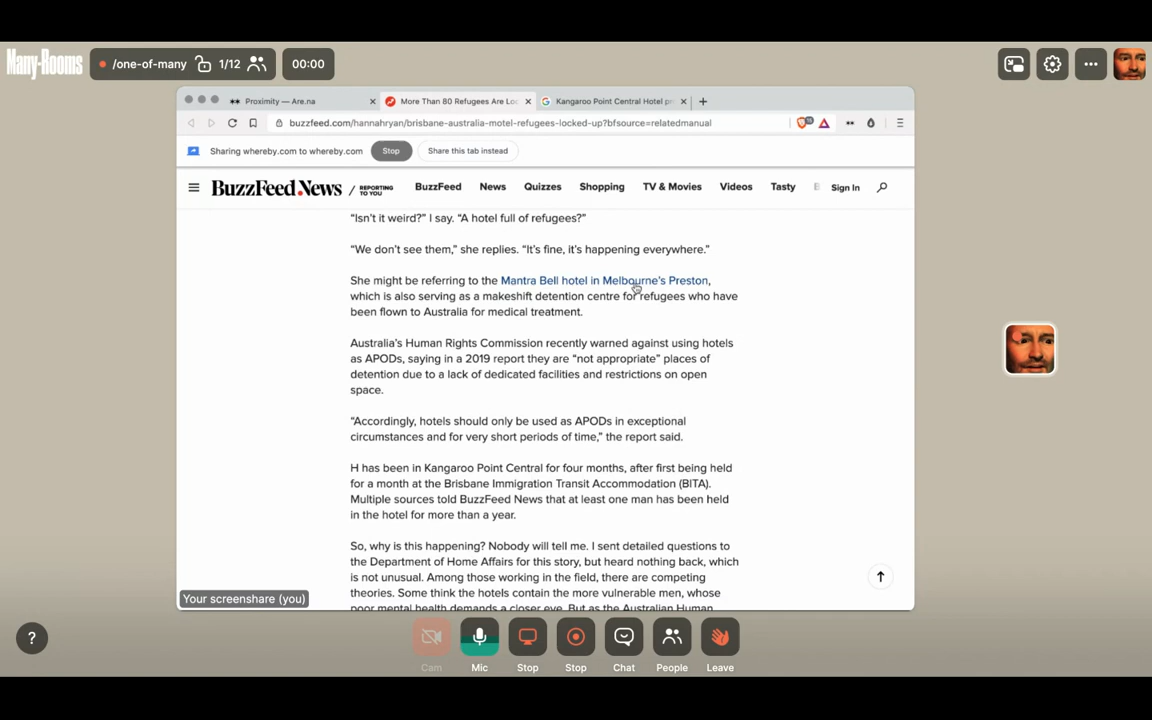 Many-Rooms
/one-of-many
1/12
00:00
Proximity — Are.na
More Than 80 Refugees Are Loc
Kangaroo Point Central Hotel pr
buzzfeed.com/hannahryan/brisbane-australia-motel-refugees-locked-up?bfsource=relatedmanual
Sharing whereby.com to whereby.com
Stop
Share this tab instead
BuzzFeed News / REPORTING TO YOU
BuzzFeed
News
Quizzes
Shopping
TV & Movies
Videos
Tasty
Sign In
“Isn’t it weird?” I say. “A hotel full of refugees?”
“We don’t see them,” she replies. “It’s fine, it’s happening everywhere.”
She might be referring to the Mantra Bell hotel in Melbourne’s Preston,
which is also serving as a makeshift detention centre for refugees who have
been flown to Australia for medical treatment.
Australia’s Human Rights Commission recently warned against using hotels
as APODs, saying in a 2019 report they are “not appropriate” places of
detention due to a lack of dedicated facilities and restrictions on open
space.
“Accordingly, hotels should only be used as APODs in exceptional
circumstances and for very short periods of time,” the report said.
H has been in Kangaroo Point Central for four months, after first being held
for a month at the Brisbane Immigration Transit Accommodation (BITA).
Multiple sources told BuzzFeed News that at least one man has been held
in the hotel for more than a year.
So, why is this happening? Nobody will tell me. I sent detailed questions to
the Department of Home Affairs for this story, but heard nothing back, which
is not unusual. Among those working in the field, there are competing
theories. Some think the hotels contain the more vulnerable men, whose
poor mental health demands a closer eye. But as the Australian Human
Your screenshare (you)
?
Cam
Mic
Stop
Stop
Chat
People
Leave